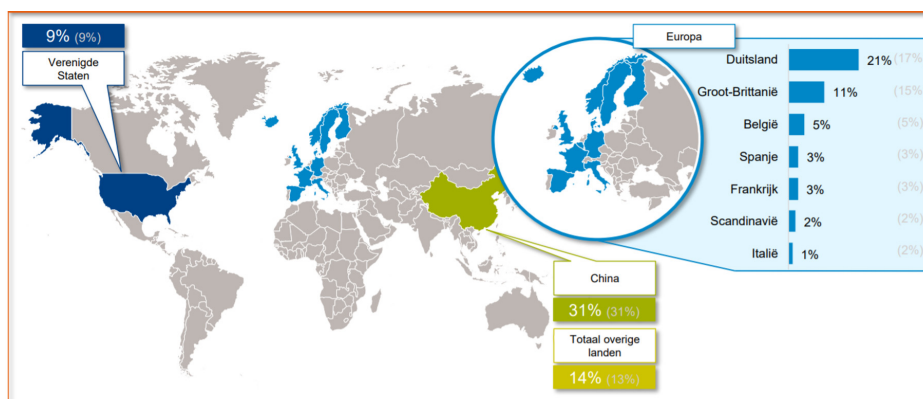 9% (9%)
Verenigde
Staten
Europa
Duitsland 21% (17%)
Groot-Brittanië 11% (15%)
België 5% (5%)
Spanje 3% (3%)
Frankrijk 3% (3%)
Scandinavië 2% (2%)
Italië 1% (2%)
China
31% (31%)
Totaal overige
landen
14% (13%)